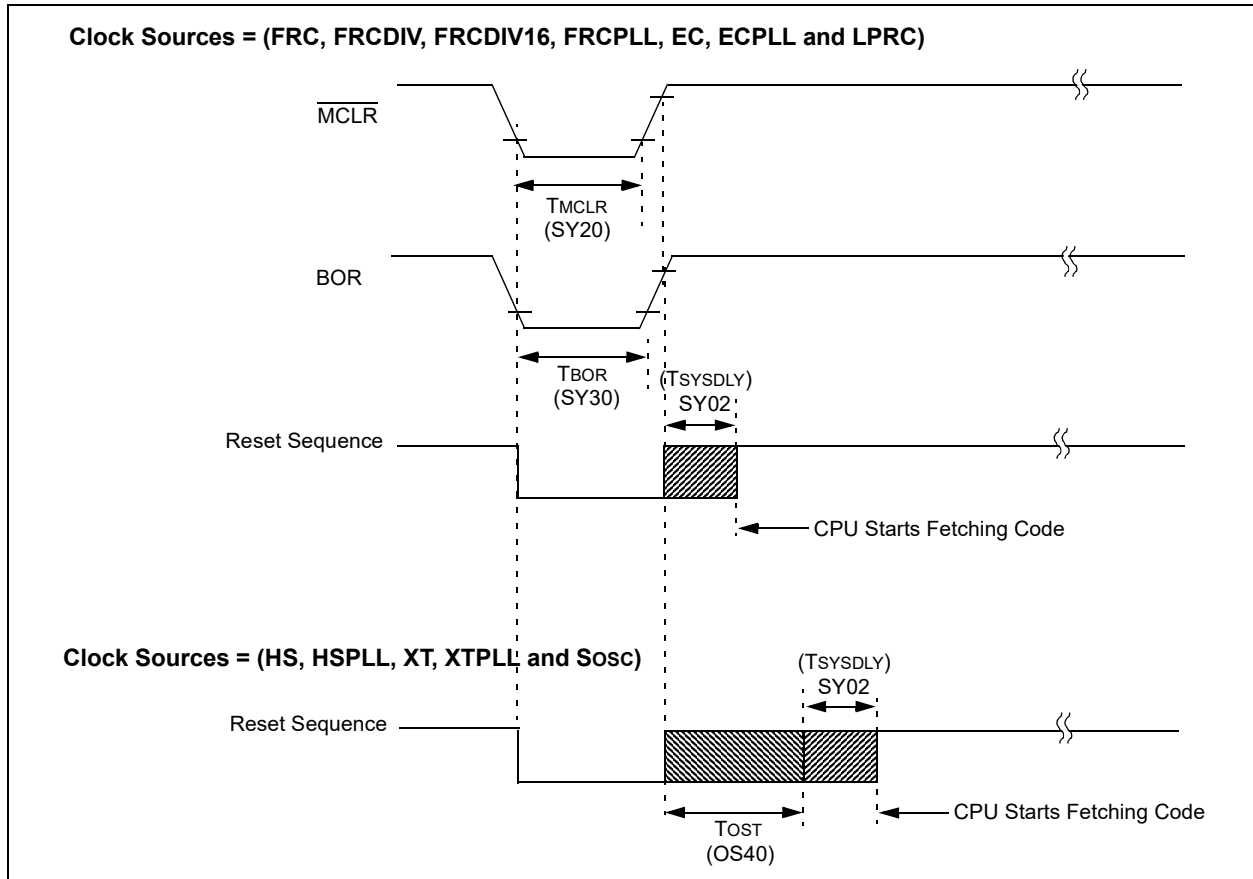 Clock Sources = (FRC, FRCDIV, FRCDIV16, FRCPLL, EC, ECPLL and LPRC)
MCLR
TMCLR
(SY20)
BOR
TBOR
(SY30)
(TSYSDLY)
SY02
Reset Sequence
CPU Starts Fetching Code
Clock Sources = (HS, HSPLL, XT, XTPLL and SOSC)
(TSYSDLY)
SY02
Reset Sequence
CPU Starts Fetching Code
TOST
(OS40)